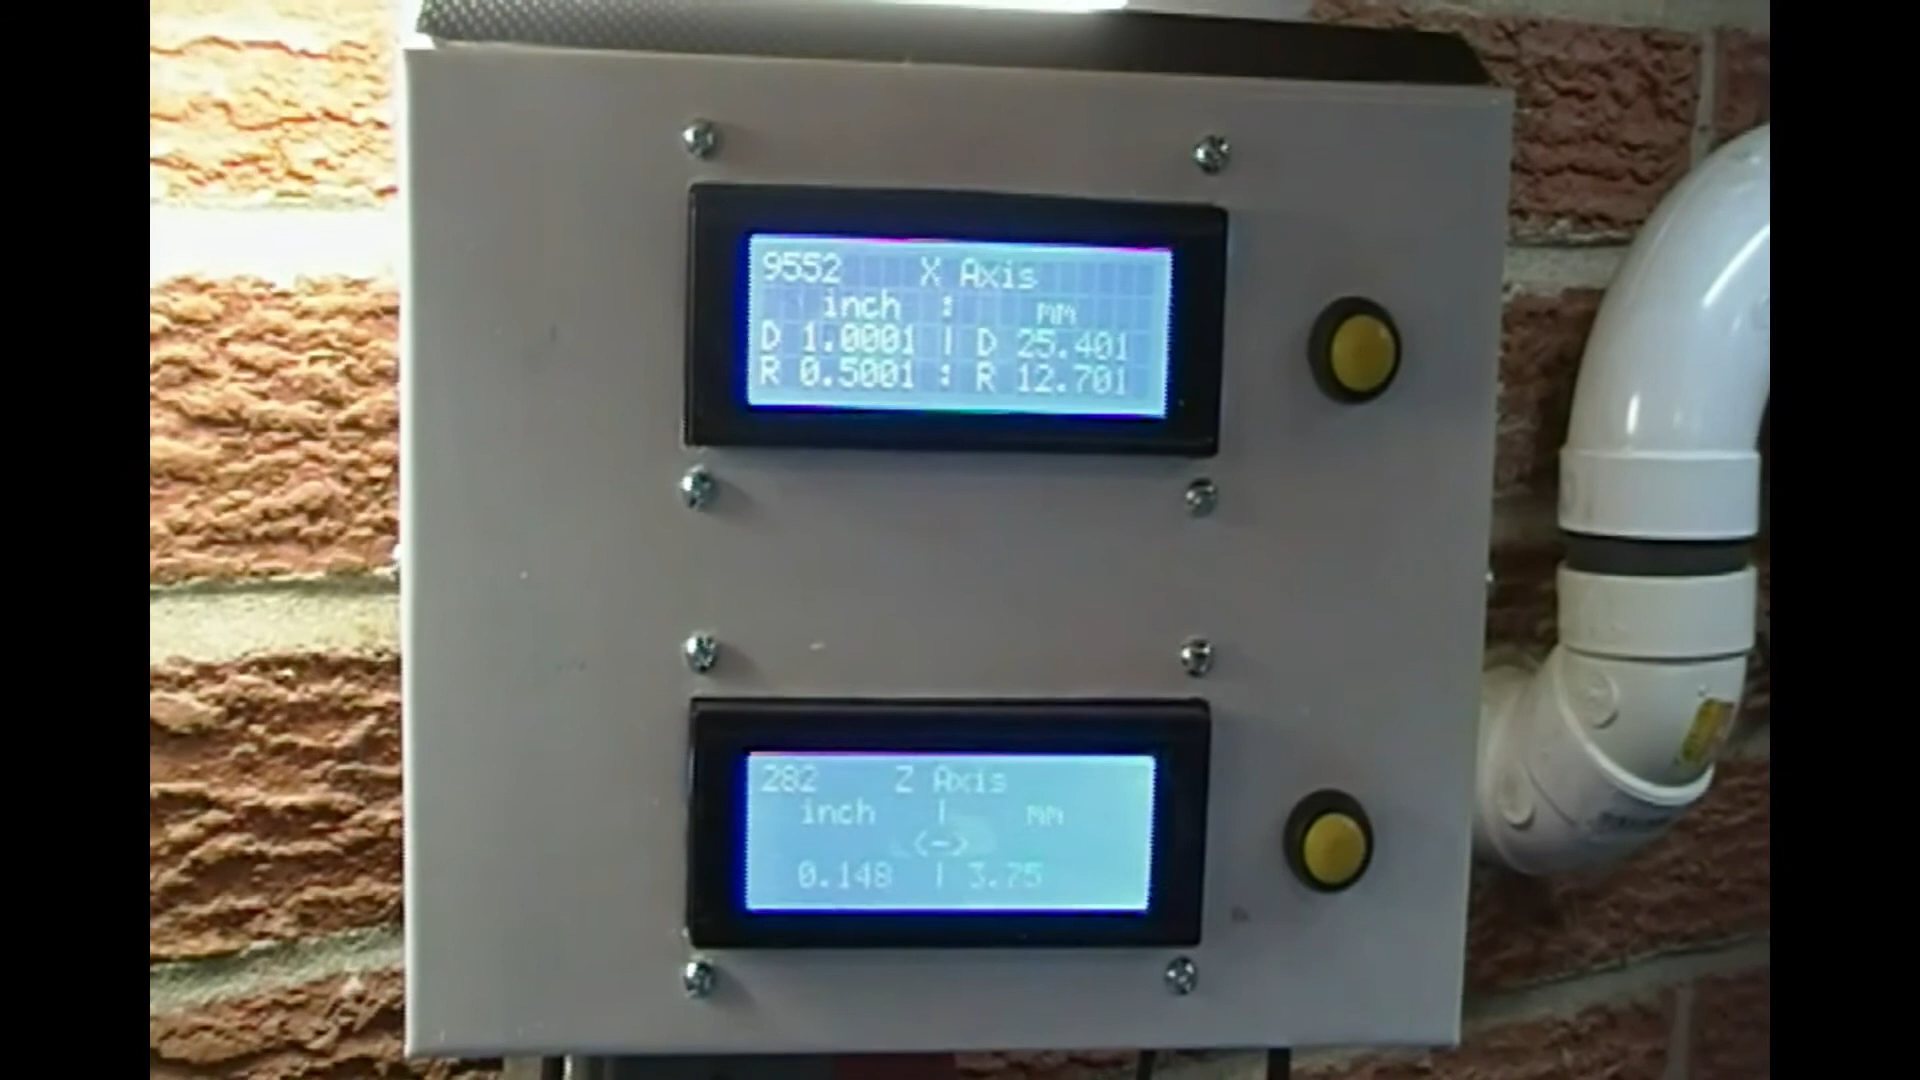 9552 X Axis
inch : mm
D 1.0001 | D 25.401
R 0.5001 : R 12.701
282 Z Axis
inch | mm
<->
0.148 | 3.75